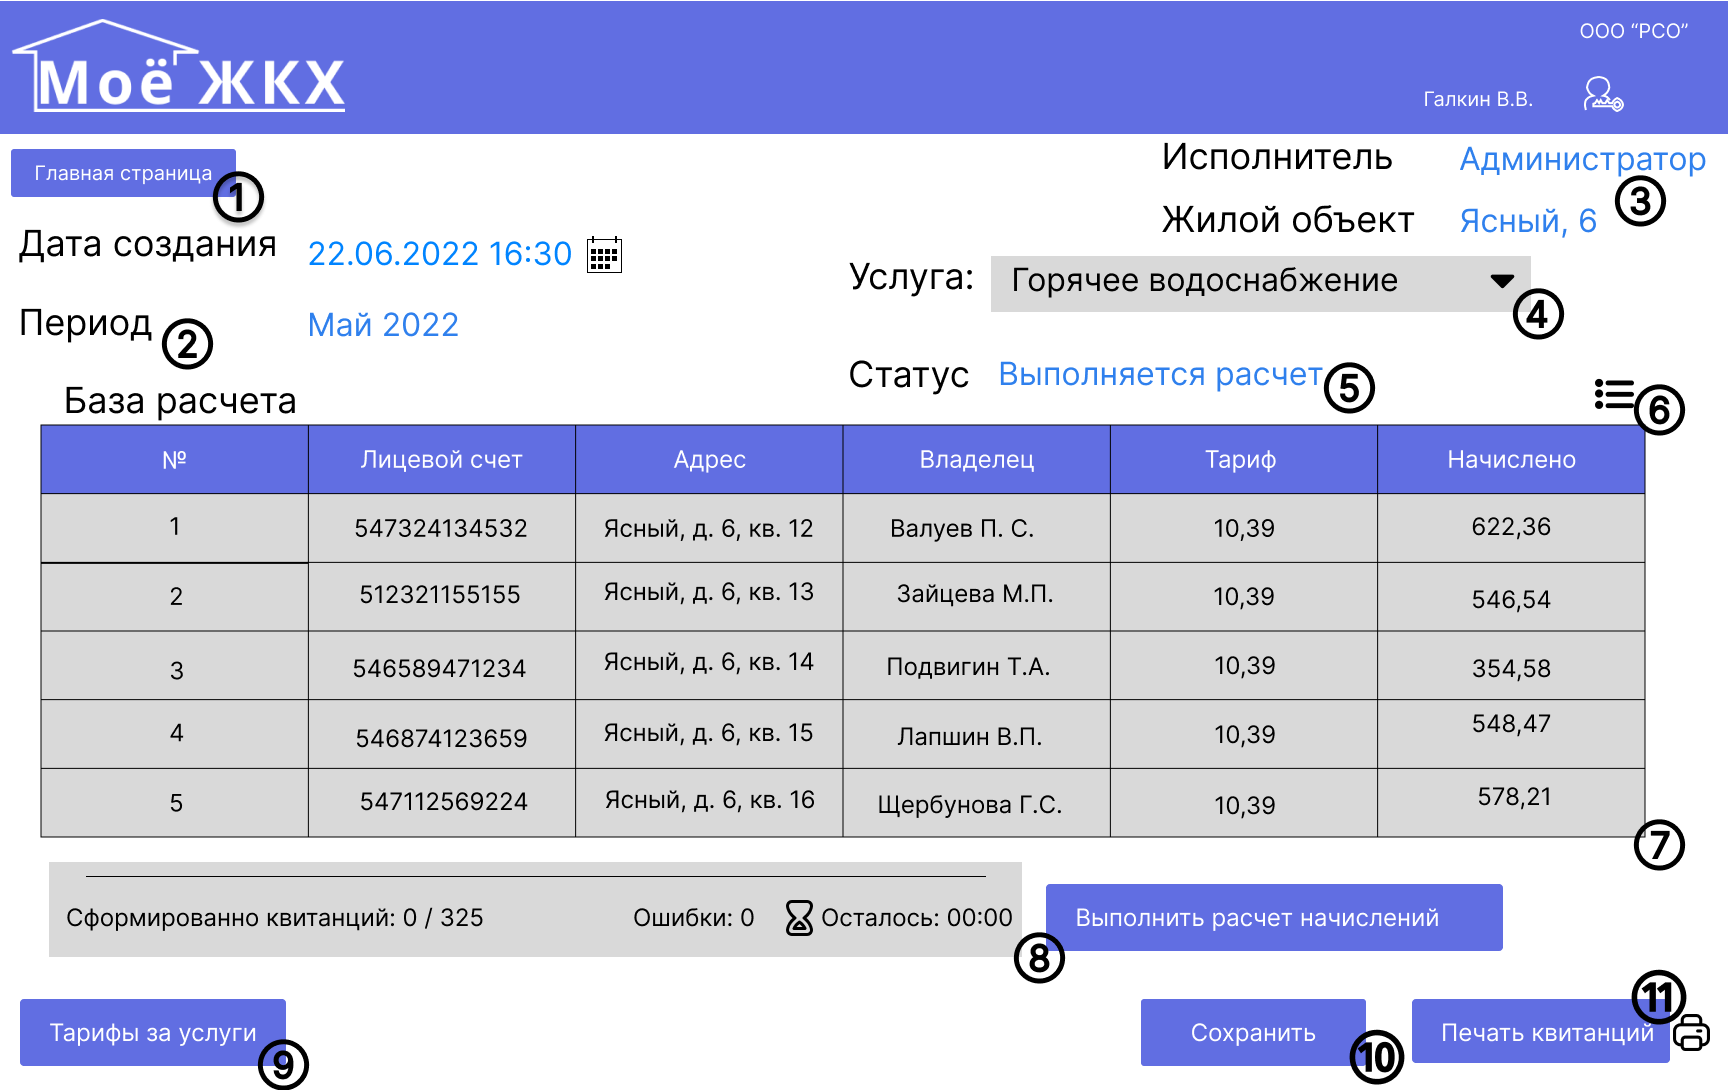 Моё ЖКХ
ООО “РСО”
Галкин В.В.
Главная страница
1
Исполнитель Администратор
3
Жилой объект Ясный, 6
Дата создания 22.06.2022 16:30
Услуга: Горячее водоснабжение
4
Период 2 Май 2022
Статус Выполняется расчет 5
База расчета
6
№ Лицевой счет Адрес Владелец Тариф Начислено
1 547324134532 Ясный, д. 6, кв. 12 Валуев П. С. 10,39 622,36
2 512321155155 Ясный, д. 6, кв. 13 Зайцева М.П. 10,39 546,54
3 546589471234 Ясный, д. 6, кв. 14 Подвигин Т.А. 10,39 354,58
4 546874123659 Ясный, д. 6, кв. 15 Лапшин В.П. 10,39 548,47
5 547112569224 Ясный, д. 6, кв. 16 Щербунова Г.С. 10,39 578,21
7
Сформированно квитанций: 0 / 325 Ошибки: 0 Осталось: 00:00
8
Выполнить расчет начислений
Тарифы за услуги
9
Сохранить
10
Печать квитанций
11